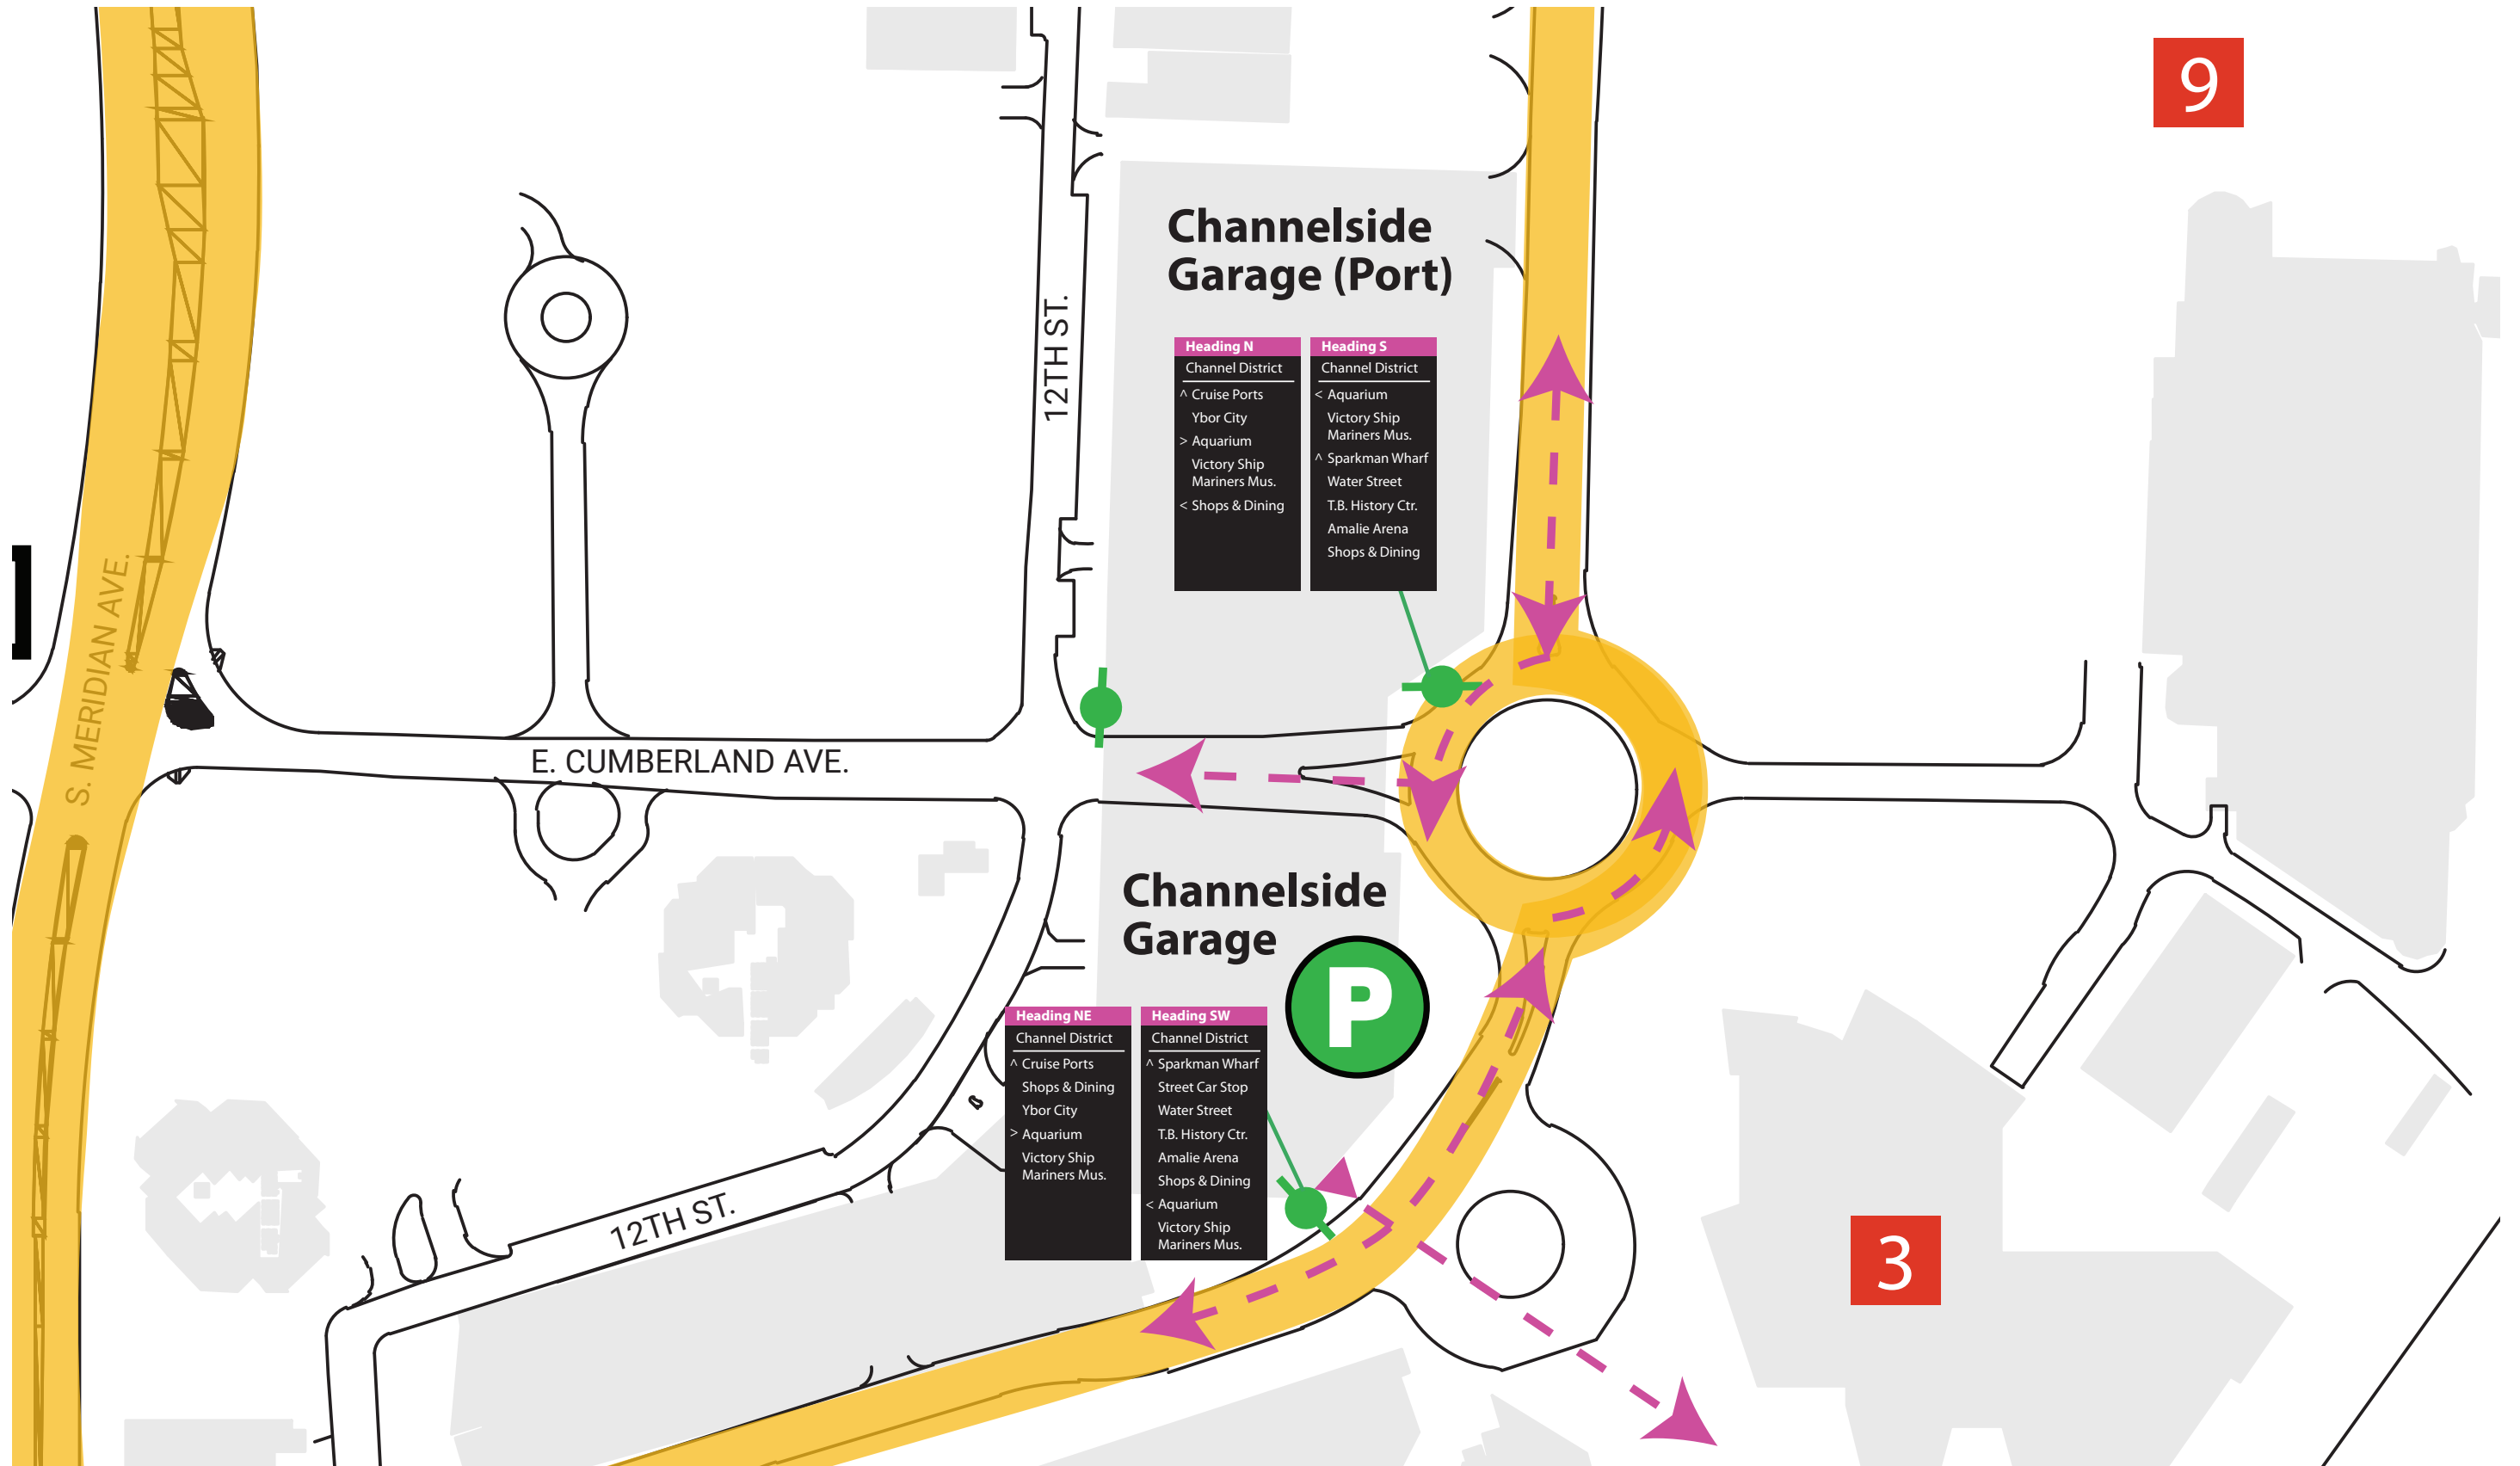 9
Channelside
Garage (Port)
12TH ST.
Heading N
Channel District
^ Cruise Ports
Ybor City
> Aquarium
Victory Ship
Mariners Mus.
< Shops & Dining
Heading S
Channel District
< Aquarium
Victory Ship
Mariners Mus.
^ Sparkman Wharf
Water Street
T.B. History Ctr.
Amalie Arena
Shops & Dining
S. MERIDIAN AVE.
E. CUMBERLAND AVE.
Channelside
Garage
P
Heading NE
Channel District
^ Cruise Ports
Shops & Dining
Ybor City
> Aquarium
Victory Ship
Mariners Mus.
Heading SW
Channel District
^ Sparkman Wharf
Street Car Stop
Water Street
T.B. History Ctr.
Amalie Arena
Shops & Dining
< Aquarium
Victory Ship
Mariners Mus.
12TH ST.
3